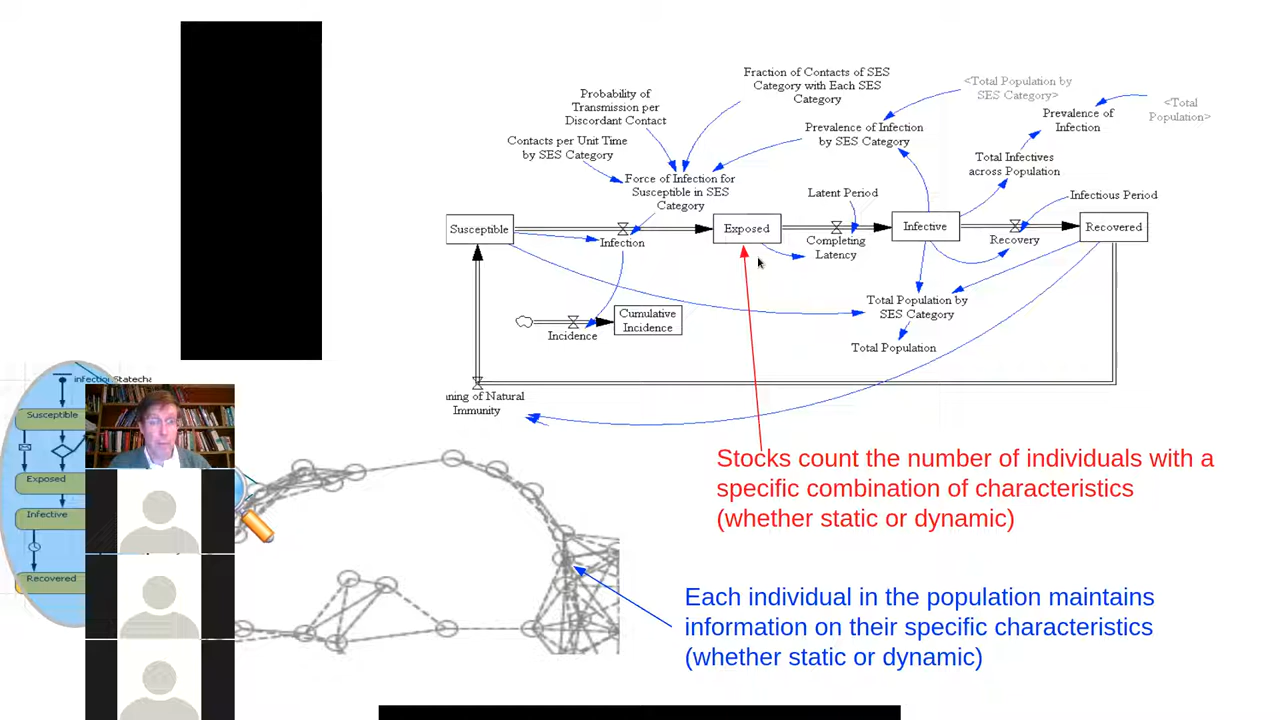 Fraction of Contacts of SES
Category with Each SES
Category
<Total Population by
SES Category>
Probability of
Transmission per
Discordant Contact
Prevalence of
Infection
<Total
Population>
Contacts per Unit Time
by SES Category
Prevalence of Infection
by SES Category
Total Infectives
across Population
Force of Infection for
Susceptible in SES
Category
Latent Period
Infectious Period
Susceptible
Infection
Exposed
Completing
Latency
Infective
Recovery
Recovered
Incidence
Cumulative
Incidence
Total Population by
SES Category
Total Population
ning of Natural
Immunity
infectionStatecha
Susceptible
Exposed
Infective
Recovered
Stocks count the number of individuals with a
specific combination of characteristics
(whether static or dynamic)
Each individual in the population maintains
information on their specific characteristics
(whether static or dynamic)